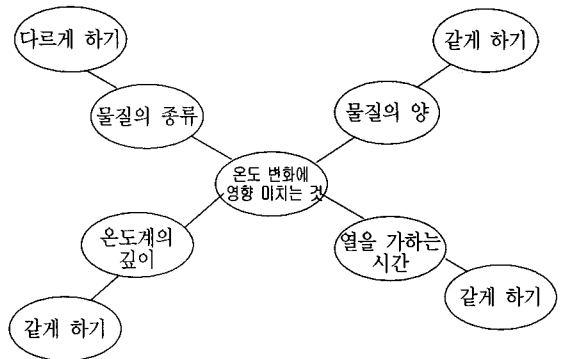 다르게 하기
같게 하기
물질의 종류
물질의 양
온도 변화에
영향 미치는 것
온도계의
깊이
열을 가하는
시간
같게 하기
같게 하기